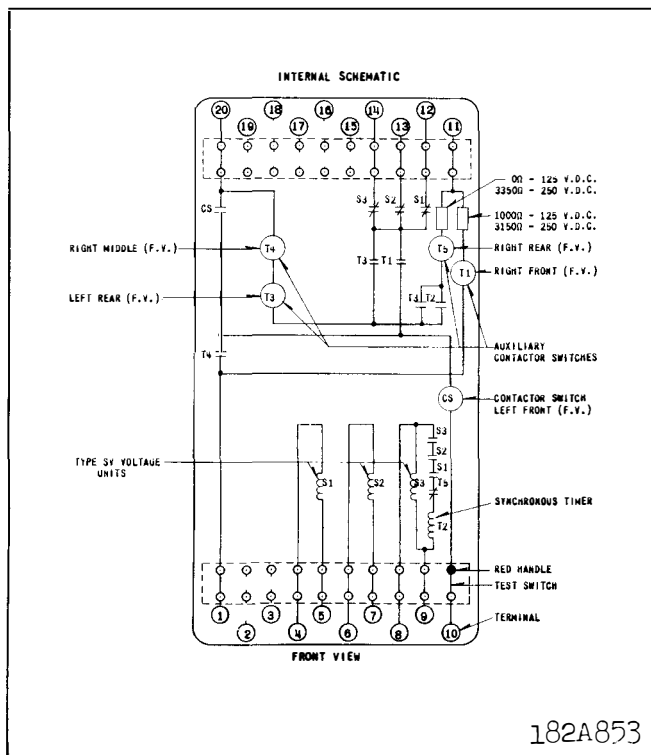 INTERNAL SCHEMATIC
20 19 18 17 16 15 14 13 12 11
0Ω - 125 V.D.C.
3350Ω - 250 V.D.C.
1000Ω - 125 V.D.C.
3150Ω - 250 V.D.C.
CS S3 S2 S1
RIGHT MIDDLE (F.V.) T4 T5 RIGHT REAR (F.V.)
T3 T1 T1 RIGHT FRONT (F.V.)
LEFT REAR (F.V.) T3 T3 T2
T4 AUXILIARY
CONTACTOR SWITCHES
CS CONTACTOR SWITCH
LEFT FRONT (F.V.)
S3
S2
TYPE SV VOLTAGE
UNITS
S1 S2 S3 S1
T5
SYNCHRONOUS TIMER
T2
RED HANDLE
TEST SWITCH
1 2 3 4 5 6 7 8 9 10 TERMINAL
FRONT VIEW
182A853